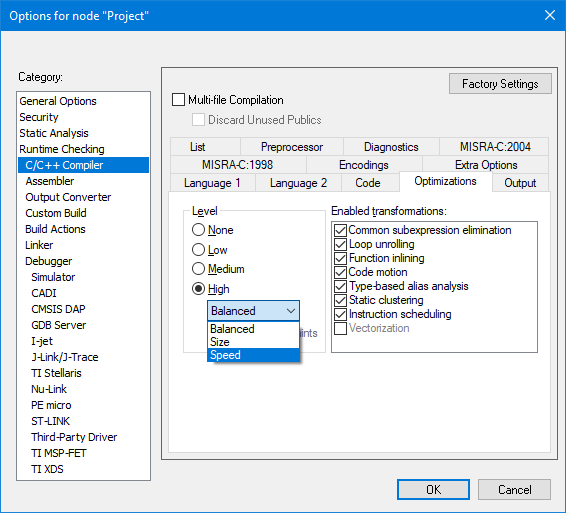 Options for node "Project"
Category:
General Options
Security
Static Analysis
Runtime Checking
C/C++ Compiler
Assembler
Output Converter
Custom Build
Build Actions
Linker
Debugger
Simulator
CADI
CMSIS DAP
GDB Server
I-jet
J-Link/J-Trace
TI Stellaris
Nu-Link
PE micro
ST-LINK
Third-Party Driver
TI MSP-FET
TI XDS
Factory Settings
Multi-file Compilation
Discard Unused Publics
List Preprocessor Diagnostics MISRA-C:2004
MISRA-C:1998 Encodings Extra Options
Language 1 Language 2 Code Optimizations Output
Level
None
Low
Medium
High
Balanced
Balanced
Size
Speed
Enabled transformations:
Common subexpression elimination
Loop unrolling
Function inlining
Code motion
Type-based alias analysis
Static clustering
Instruction scheduling
Vectorization
OK Cancel